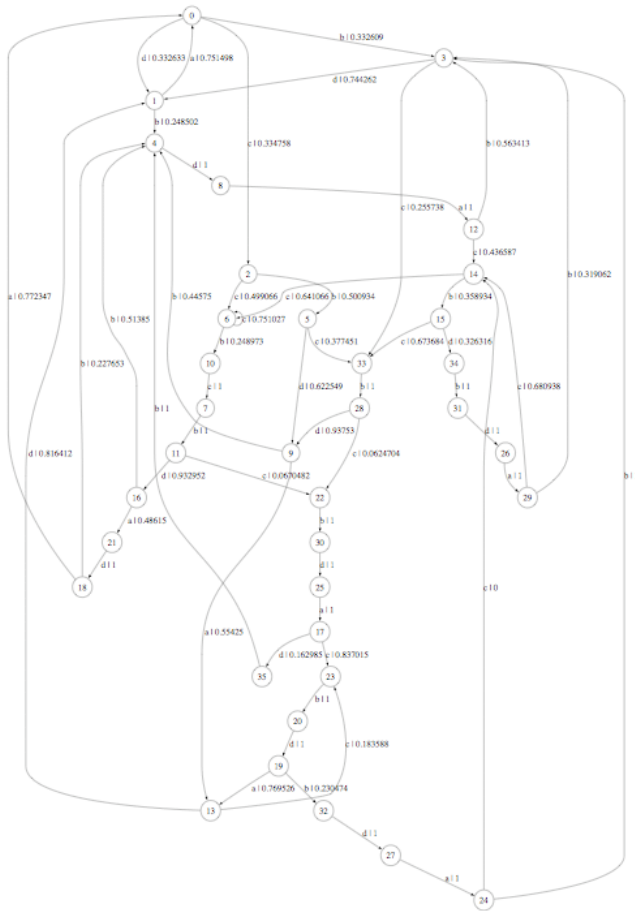 0
b | 0.332609
d | 0.332633
a | 0.751498
3
d | 0.744262
1
b | 0.248502
4
c | 0.334758
b | 0.563413
d | 1
8
c | 0.255738
a | 1
12
c | 0.436587
2
14
a | 0.772347
b | 0.44575
c | 0.499066
c | 0.641066
b | 0.500934
b | 0.358934
b | 0.319062
b | 0.51385
6
c | 0.751027
5
15
b | 0.248973
c | 0.377451
c | 0.673684
d | 0.326316
b | 0.227653
10
33
34
c | 1
d | 0.622549
b | 1
b | 1
c | 0.680938
7
28
31
b | 1
b | 1
d | 0.93753
d | 1
d | 0.816412
11
9
c | 0.0624704
26
d | 0.932952
c | 0.0670482
a | 1
16
22
29
b |
a | 0.48615
b | 1
21
30
d | 1
d | 1
18
25
c | 0
a | 1
a | 0.55425
17
d | 0.162985
c | 0.837015
35
23
b | 1
20
d | 1
c | 0.183588
19
a | 0.769526
b | 0.230474
13
32
d | 1
27
a | 1
24